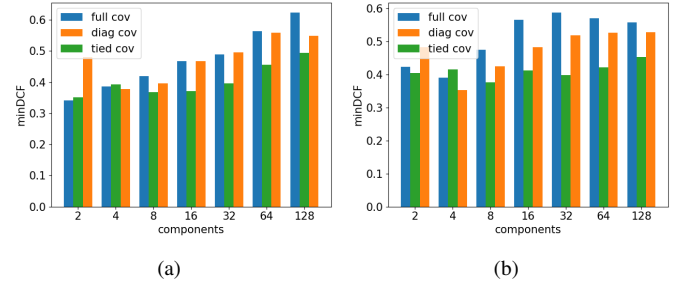 full cov
diag cov
tied cov
minDCF
0.6
0.5
0.4
0.3
0.2
0.1
0.0
2 4 8 16 32 64 128
components
(a)
full cov
diag cov
tied cov
minDCF
0.6
0.5
0.4
0.3
0.2
0.1
0.0
2 4 8 16 32 64 128
components
(b)